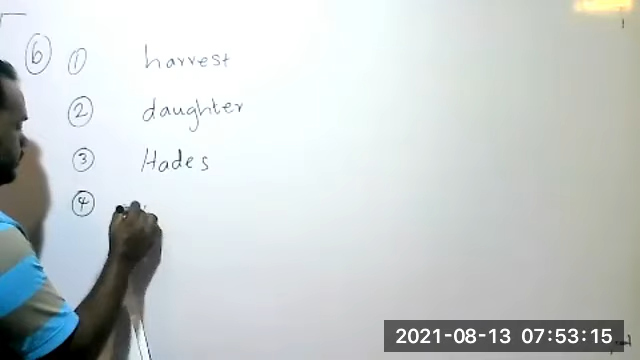 6 1 harvest
2 daughter
3 Hades
4
2021-08-13 07:53:15